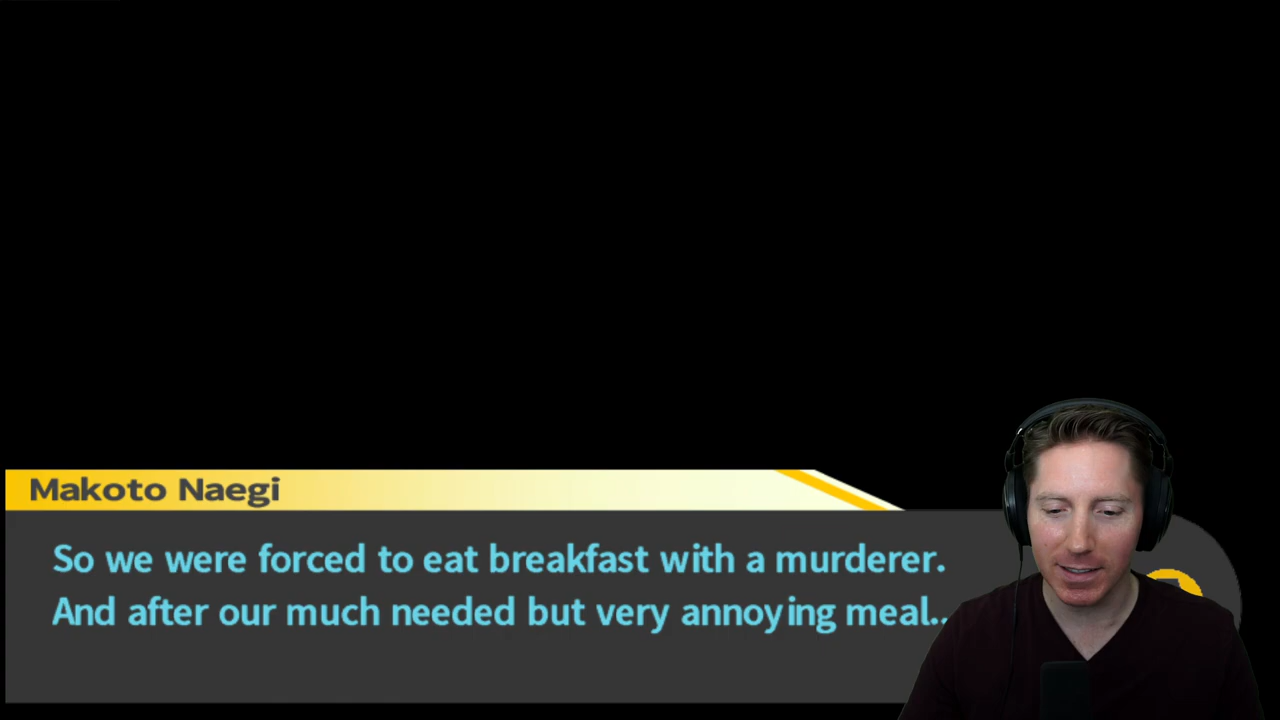 Makoto Naegi
So we were forced to eat breakfast with a murderer.
And after our much needed but very annoying meal..